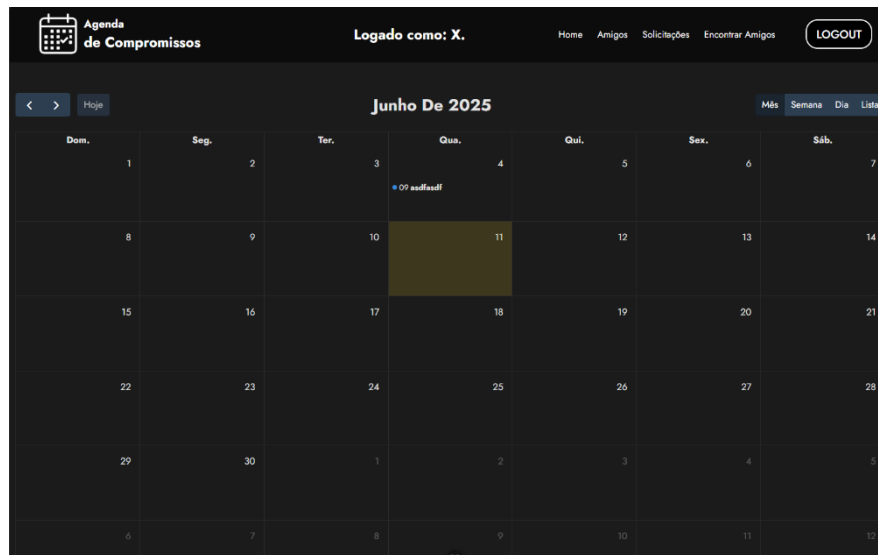 Agenda
de Compromissos
Logado como: X.
Home Amigos Solicitações Encontrar Amigos LOGOUT
Hoje
Junho De 2025
Mês Semana Dia Lista
Dom. Seg. Ter. Qua. Qui. Sex. Sáb.
1 2 3 4 5 6 7
09 asdfasdf
8 9 10 11 12 13 14
15 16 17 18 19 20 21
22 23 24 25 26 27 28
29 30 1 2 3 4 5
6 7 8 9 10 11 12